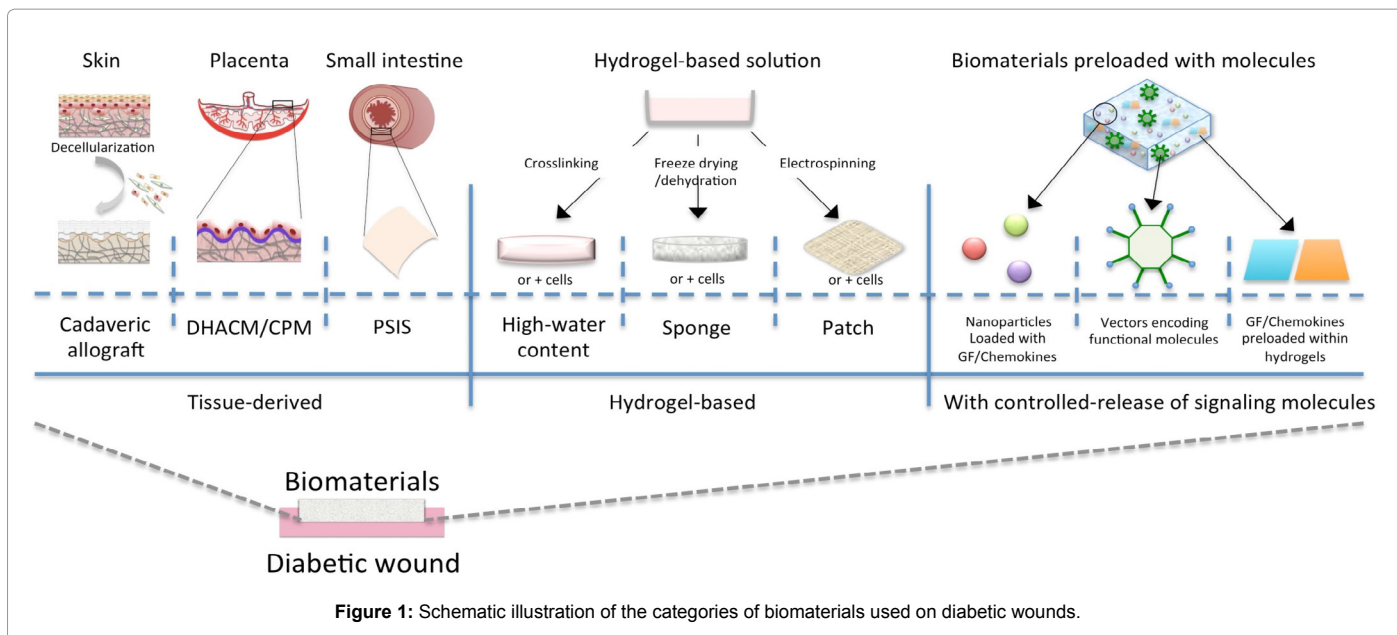 Skin
Placenta
Small intestine
Decellularization
Cadaveric
allograft
DHACM/CPM
PSIS
Tissue-derived
Hydrogel-based solution
Crosslinking
Freeze drying
/dehydration
Electrospinning
or + cells
or + cells
or + cells
High-water
content
Sponge
Patch
Hydrogel-based
Biomaterials preloaded with molecules
Nanoparticles
Loaded with
GF/Chemokines
Vectors encoding
functional molecules
GF/Chemokines
preloaded within
hydrogels
With controlled-release of signaling molecules
Biomaterials
Diabetic wound
Figure 1: Schematic illustration of the categories of biomaterials used on diabetic wounds.